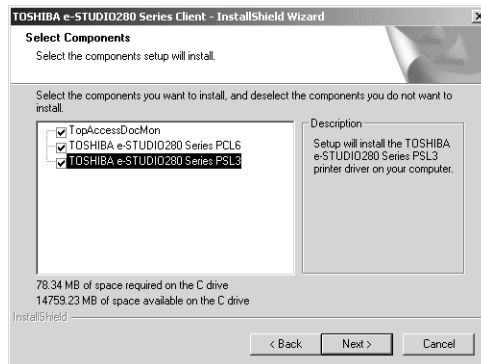 TOSHIBA e-STUDIO280 Series Client - InstallShield Wizard
Select Components
Select the components setup will install.
Select the components you want to install, and deselect the components you do not want to
install.
TopAccessDocMon
TOSHIBA e-STUDIO280 Series PCL6
TOSHIBA e-STUDIO280 Series PSL3
Description
Setup will install the TOSHIBA
e-STUDIO280 Series PSL3
printer driver on your computer.
78.34 MB of space required on the C drive
14759.23 MB of space available on the C drive
InstallShield
< Back
Next >
Cancel